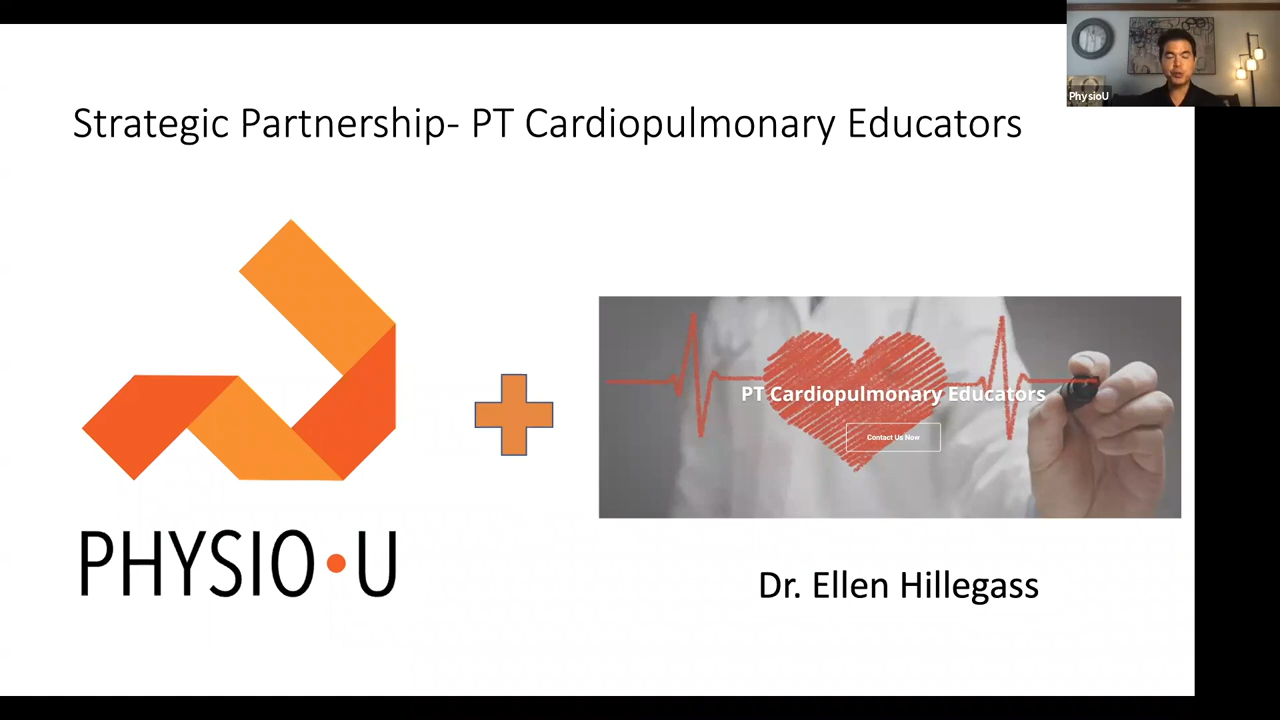 PhysioU
Strategic Partnership- PT Cardiopulmonary Educators
PT Cardiopulmonary Educators
Contact Us Now
PHYSIO•U
Dr. Ellen Hillegass